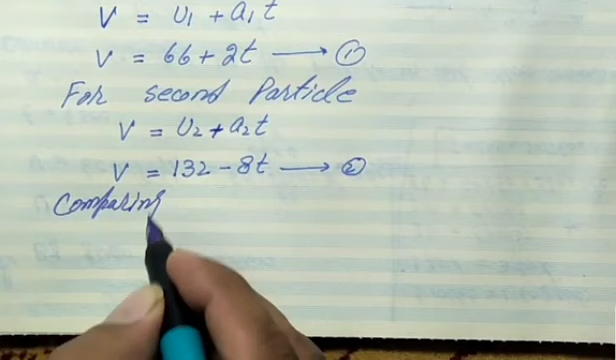 V = U₁ + a₁t
V = 66 + 2t ⟶ ①
For second Particle
V = U₂ + a₂t
V = 132 - 8t ⟶ ②
Comparing